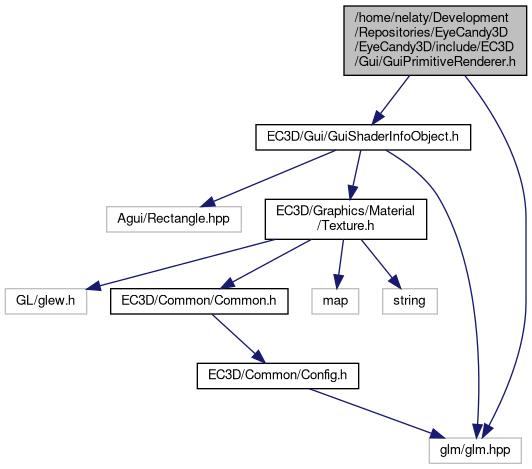 /home/nelaty/Development
/Repositories/EyeCandy3D
/EyeCandy3D/include/EC3D
/Gui/GuiPrimitiveRenderer.h
EC3D/Gui/GuiShaderInfoObject.h
Agui/Rectangle.hpp
EC3D/Graphics/Material
/Texture.h
GL/glew.h
EC3D/Common/Common.h
map
string
EC3D/Common/Config.h
glm/glm.hpp